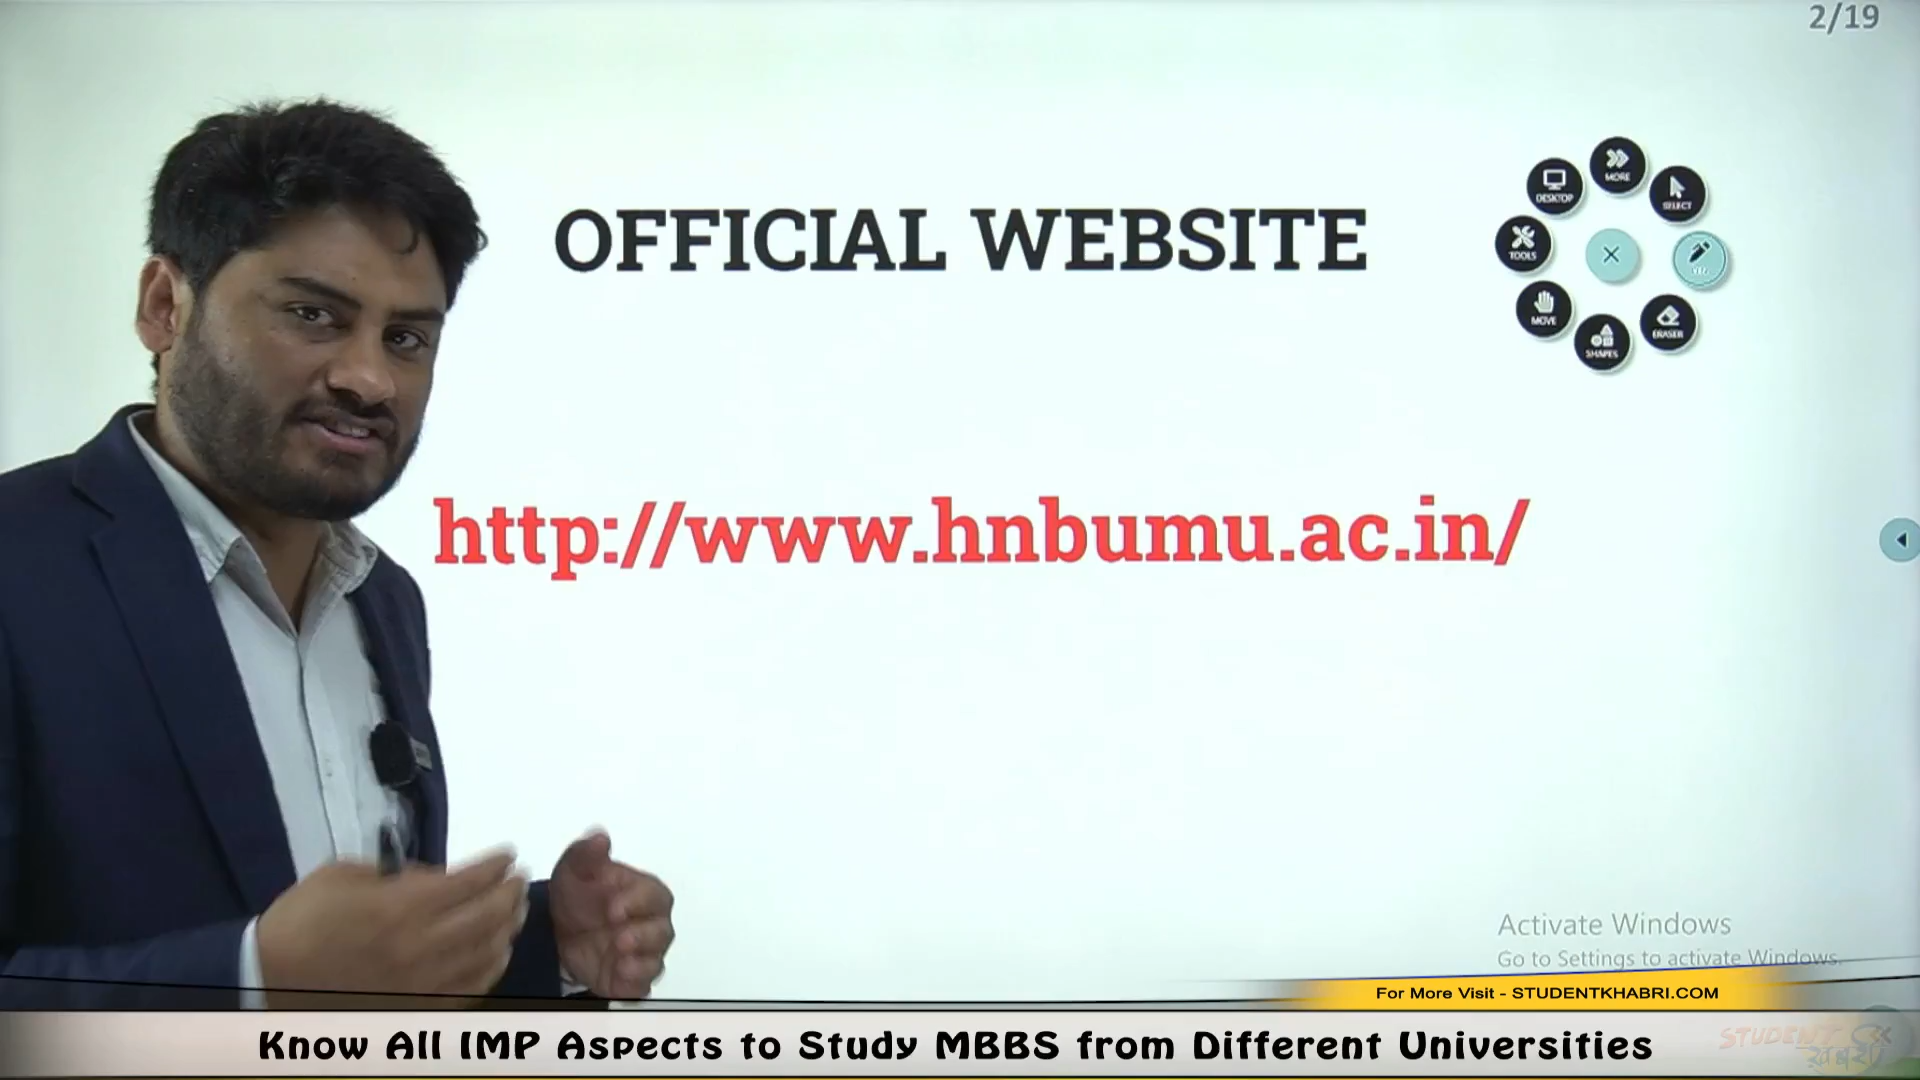 2/19
MORE
DESKTOP
SELECT
TOOLS
MOVE
ERASER
SHAPES
OFFICIAL WEBSITE
http://www.hnbumu.ac.in/
Activate Windows
Go to Settings to activate Windows.
For More Visit - STUDENTKHABRI.COM
Know All IMP Aspects to Study MBBS from Different Universities
STUDENT